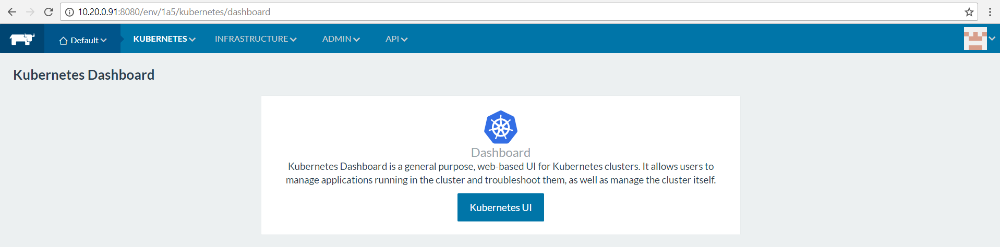 10.20.0.91:8080/env/1a5/kubernetes/dashboard
Default KUBERNETES INFRASTRUCTURE ADMIN API
Kubernetes Dashboard
Dashboard
Kubernetes Dashboard is a general purpose, web-based UI for Kubernetes clusters. It allows users to
manage applications running in the cluster and troubleshoot them, as well as manage the cluster itself.
Kubernetes UI